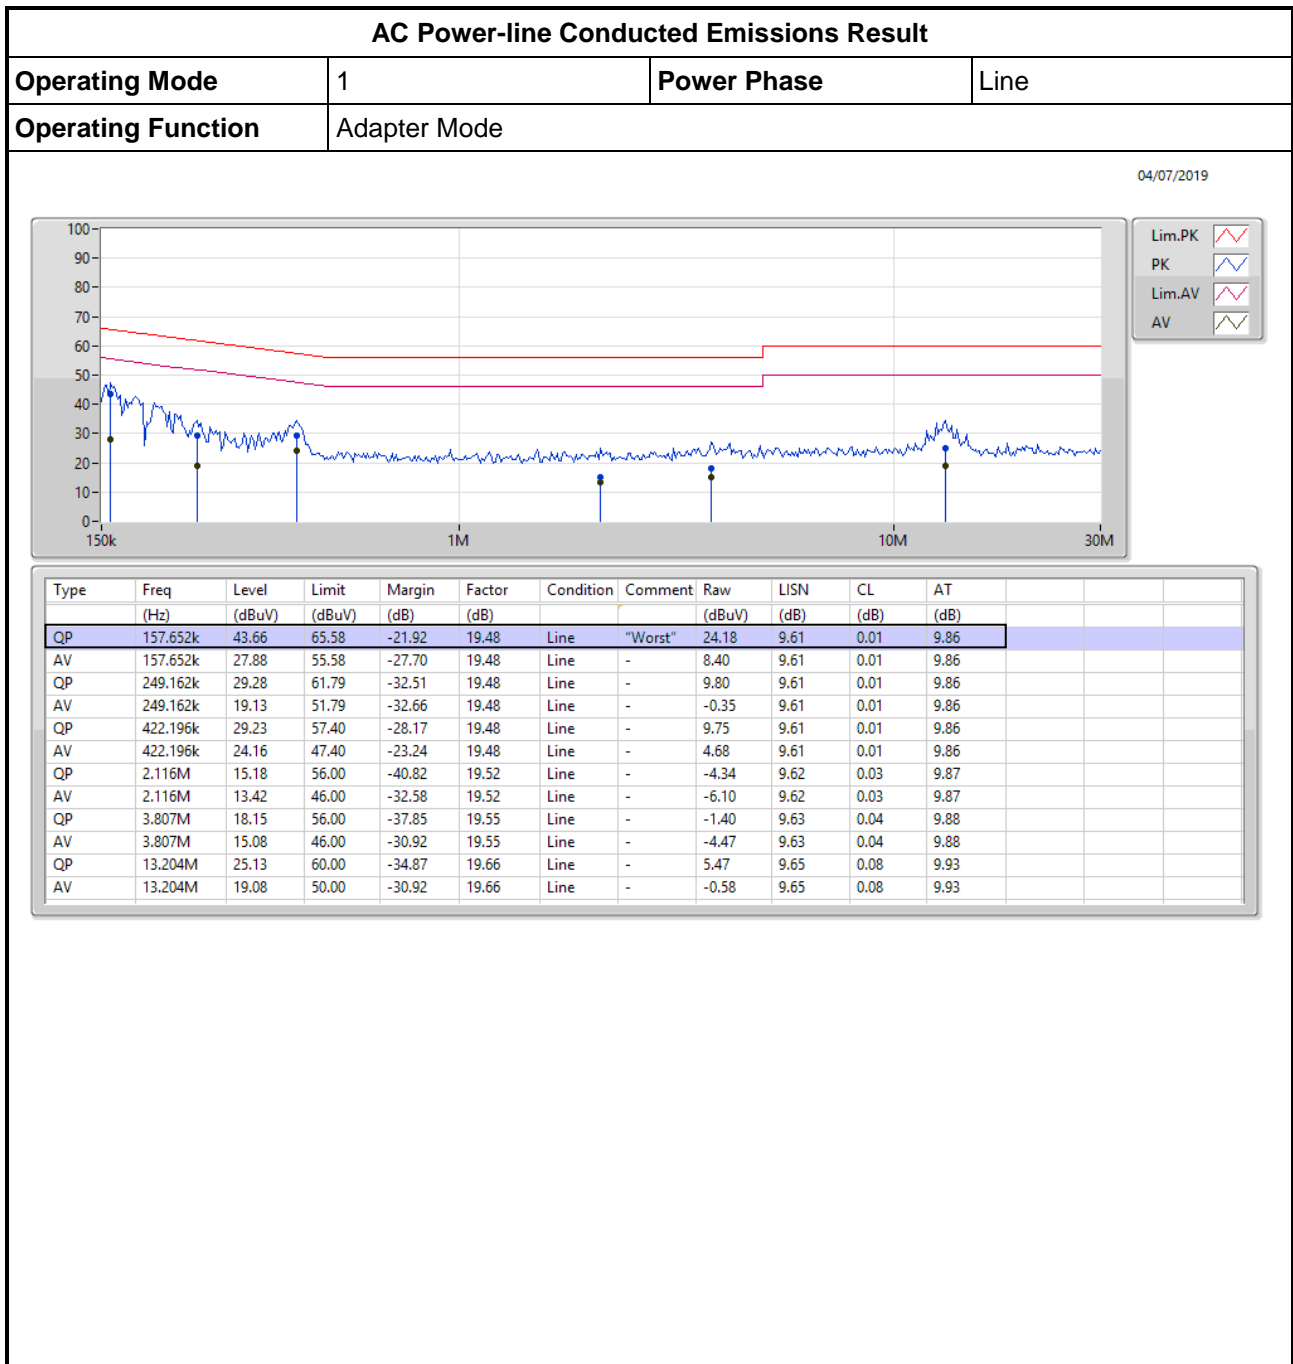 AC Power-line Conducted Emissions Result
Operating Mode 1 Power Phase Line
Operating Function Adapter Mode
04/07/2019
100
90
80
70
60
50
40
30
20
10
0
150k 1M 10M 30M
Lim.PK
PK
Lim.AV
AV
Type Freq Level Limit Margin Factor Condition Comment Raw LISN CL AT
(Hz) (dBuV) (dBuV) (dB) (dB) (dBuV) (dB) (dB) (dB)
QP 157.652k 43.66 65.58 -21.92 19.48 Line "Worst" 24.18 9.61 0.01 9.86
AV 157.652k 27.88 55.58 -27.70 19.48 Line - 8.40 9.61 0.01 9.86
QP 249.162k 29.28 61.79 -32.51 19.48 Line - 9.80 9.61 0.01 9.86
AV 249.162k 19.13 51.79 -32.66 19.48 Line - -0.35 9.61 0.01 9.86
QP 422.196k 29.23 57.40 -28.17 19.48 Line - 9.75 9.61 0.01 9.86
AV 422.196k 24.16 47.40 -23.24 19.48 Line - 4.68 9.61 0.01 9.86
QP 2.116M 15.18 56.00 -40.82 19.52 Line - -4.34 9.62 0.03 9.87
AV 2.116M 13.42 46.00 -32.58 19.52 Line - -6.10 9.62 0.03 9.87
QP 3.807M 18.15 56.00 -37.85 19.55 Line - -1.40 9.63 0.04 9.88
AV 3.807M 15.08 46.00 -30.92 19.55 Line - -4.47 9.63 0.04 9.88
QP 13.204M 25.13 60.00 -34.87 19.66 Line - 5.47 9.65 0.08 9.93
AV 13.204M 19.08 50.00 -30.92 19.66 Line - -0.58 9.65 0.08 9.93